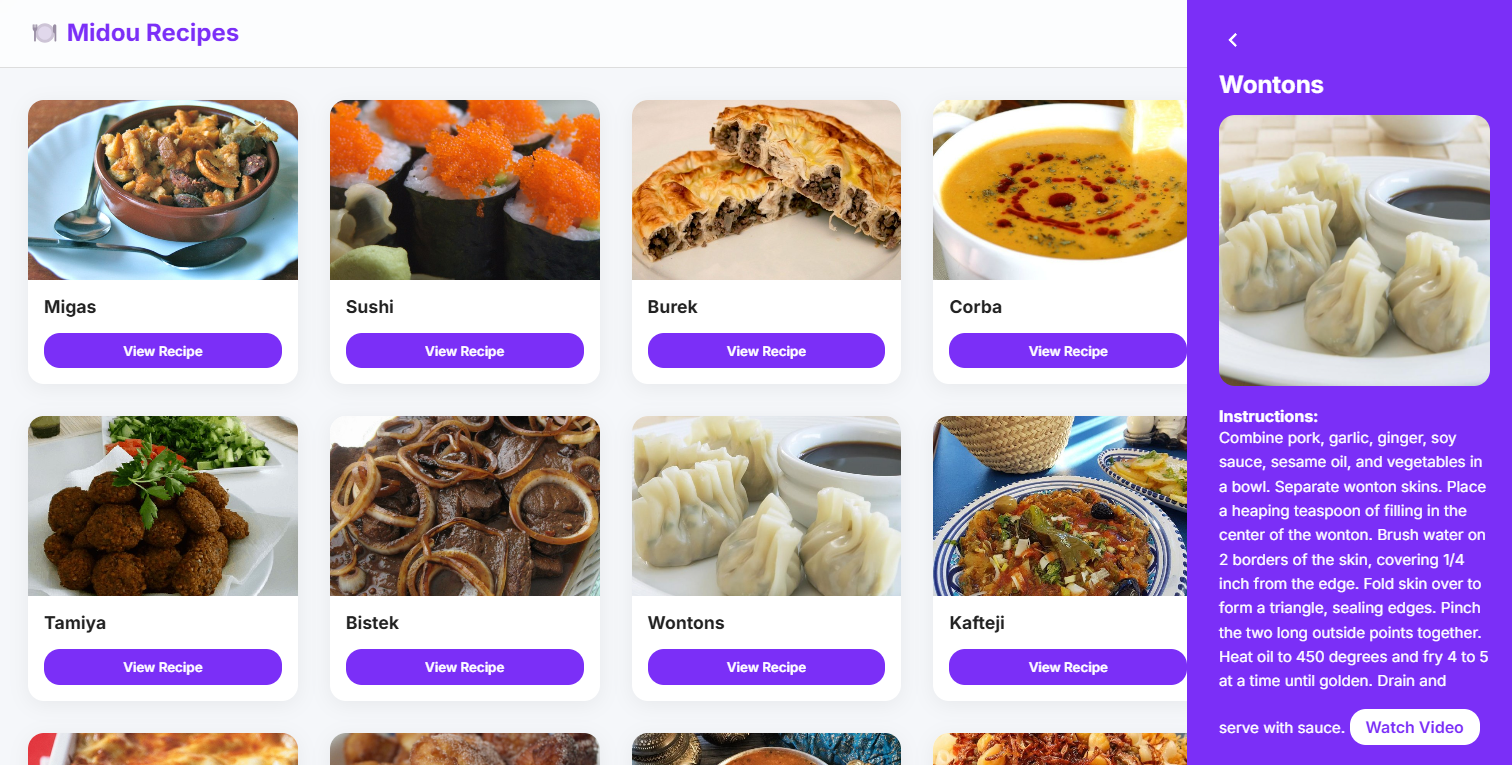 Midou Recipes
Migas
View Recipe
Sushi
View Recipe
Burek
View Recipe
Corba
View Recipe
Tamiya
View Recipe
Bistek
View Recipe
Wontons
View Recipe
Kafteji
View Recipe
Wontons
Instructions:
Combine pork, garlic, ginger, soy
sauce, sesame oil, and vegetables in
a bowl. Separate wonton skins. Place
a heaping teaspoon of filling in the
center of the wonton. Brush water on
2 borders of the skin, covering 1/4
inch from the edge. Fold skin over to
form a triangle, sealing edges. Pinch
the two long outside points together.
Heat oil to 450 degrees and fry 4 to 5
at a time until golden. Drain and
serve with sauce. Watch Video